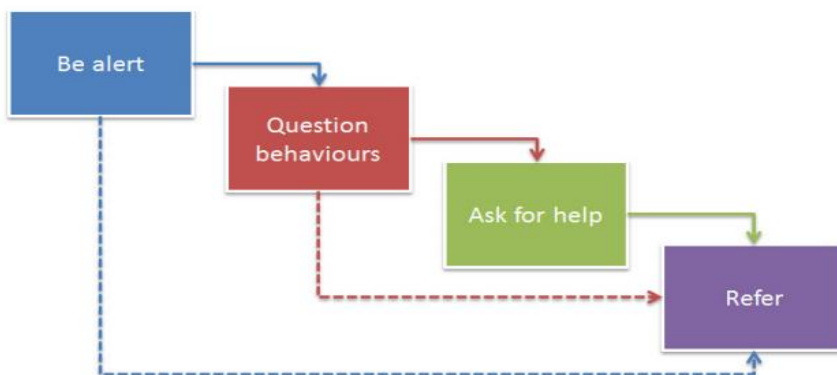 Be alert
Question
behaviours
Ask for help
Refer